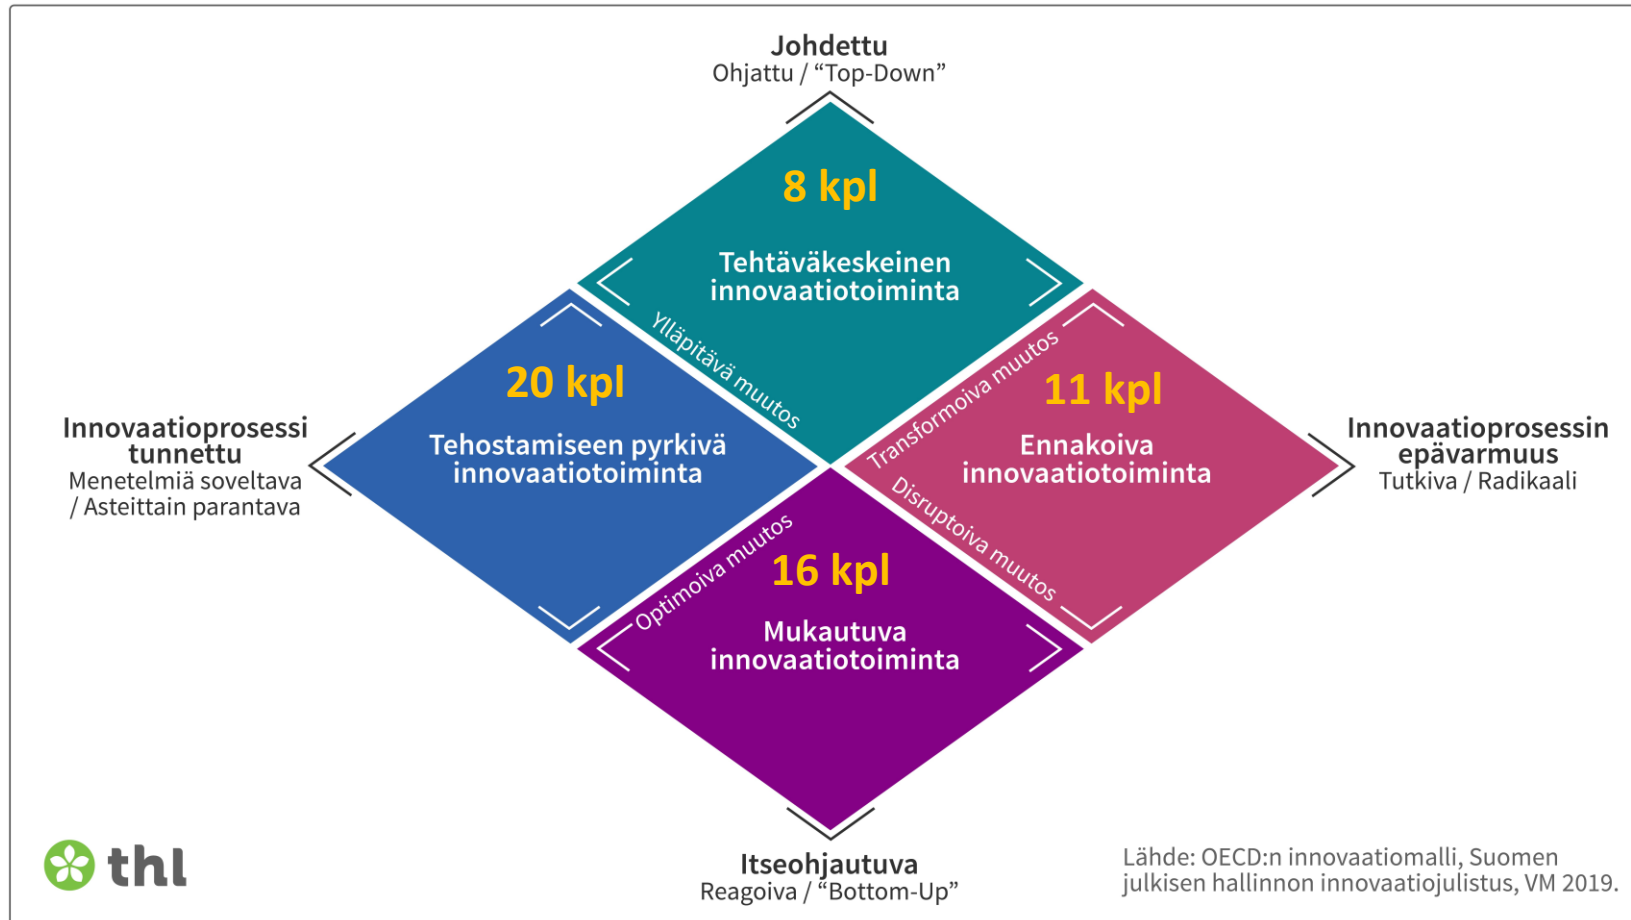 Johdettu
Ohjattu / “Top-Down”
8 kpl
Tehtäväkeskeinen
innovaatiotoiminta
Ylläpitävä muutos
Transformoiva muutos
20 kpl
Tehostamiseen pyrkivä
innovaatiotoiminta
11 kpl
Ennakoiva
innovaatiotoiminta
Innovaatioprosessi
tunnettu
Menetelmiä soveltava
/ Asteittain parantava
Innovaatioprosessin
epävarmuus
Tutkiva / Radikaali
Optimoiva muutos
Disruptoiva muutos
16 kpl
Mukautuva
innovaatiotoiminta
Itseohjautuva
Reagoiva / “Bottom-Up”
thl
Lähde: OECD:n innovaatiomalli, Suomen
julkisen hallinnon innovaatiojulistus, VM 2019.